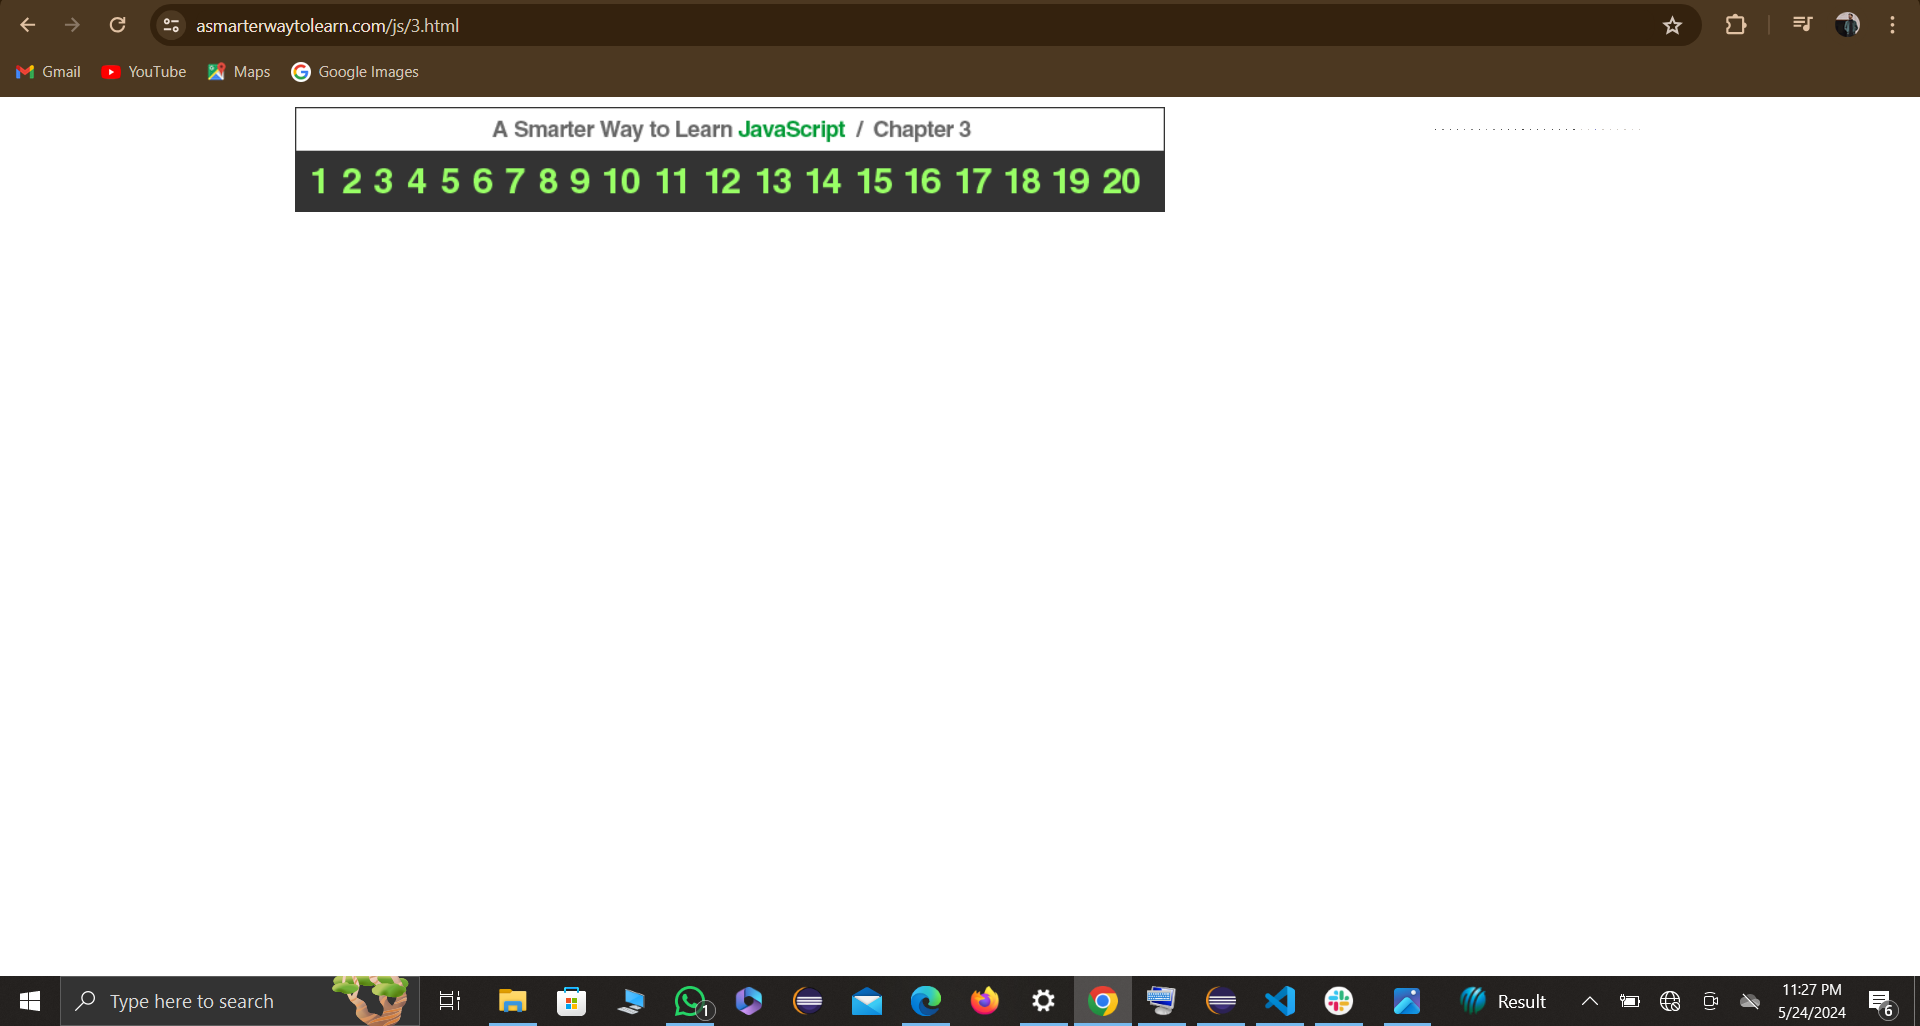 asmarterwaytolearn.com/js/3.html
Gmail YouTube Maps Google Images
A Smarter Way to Learn JavaScript / Chapter 3
1 2 3 4 5 6 7 8 9 10 11 12 13 14 15 16 17 18 19 20
Type here to search
1
Result
11:27 PM
5/24/2024
6